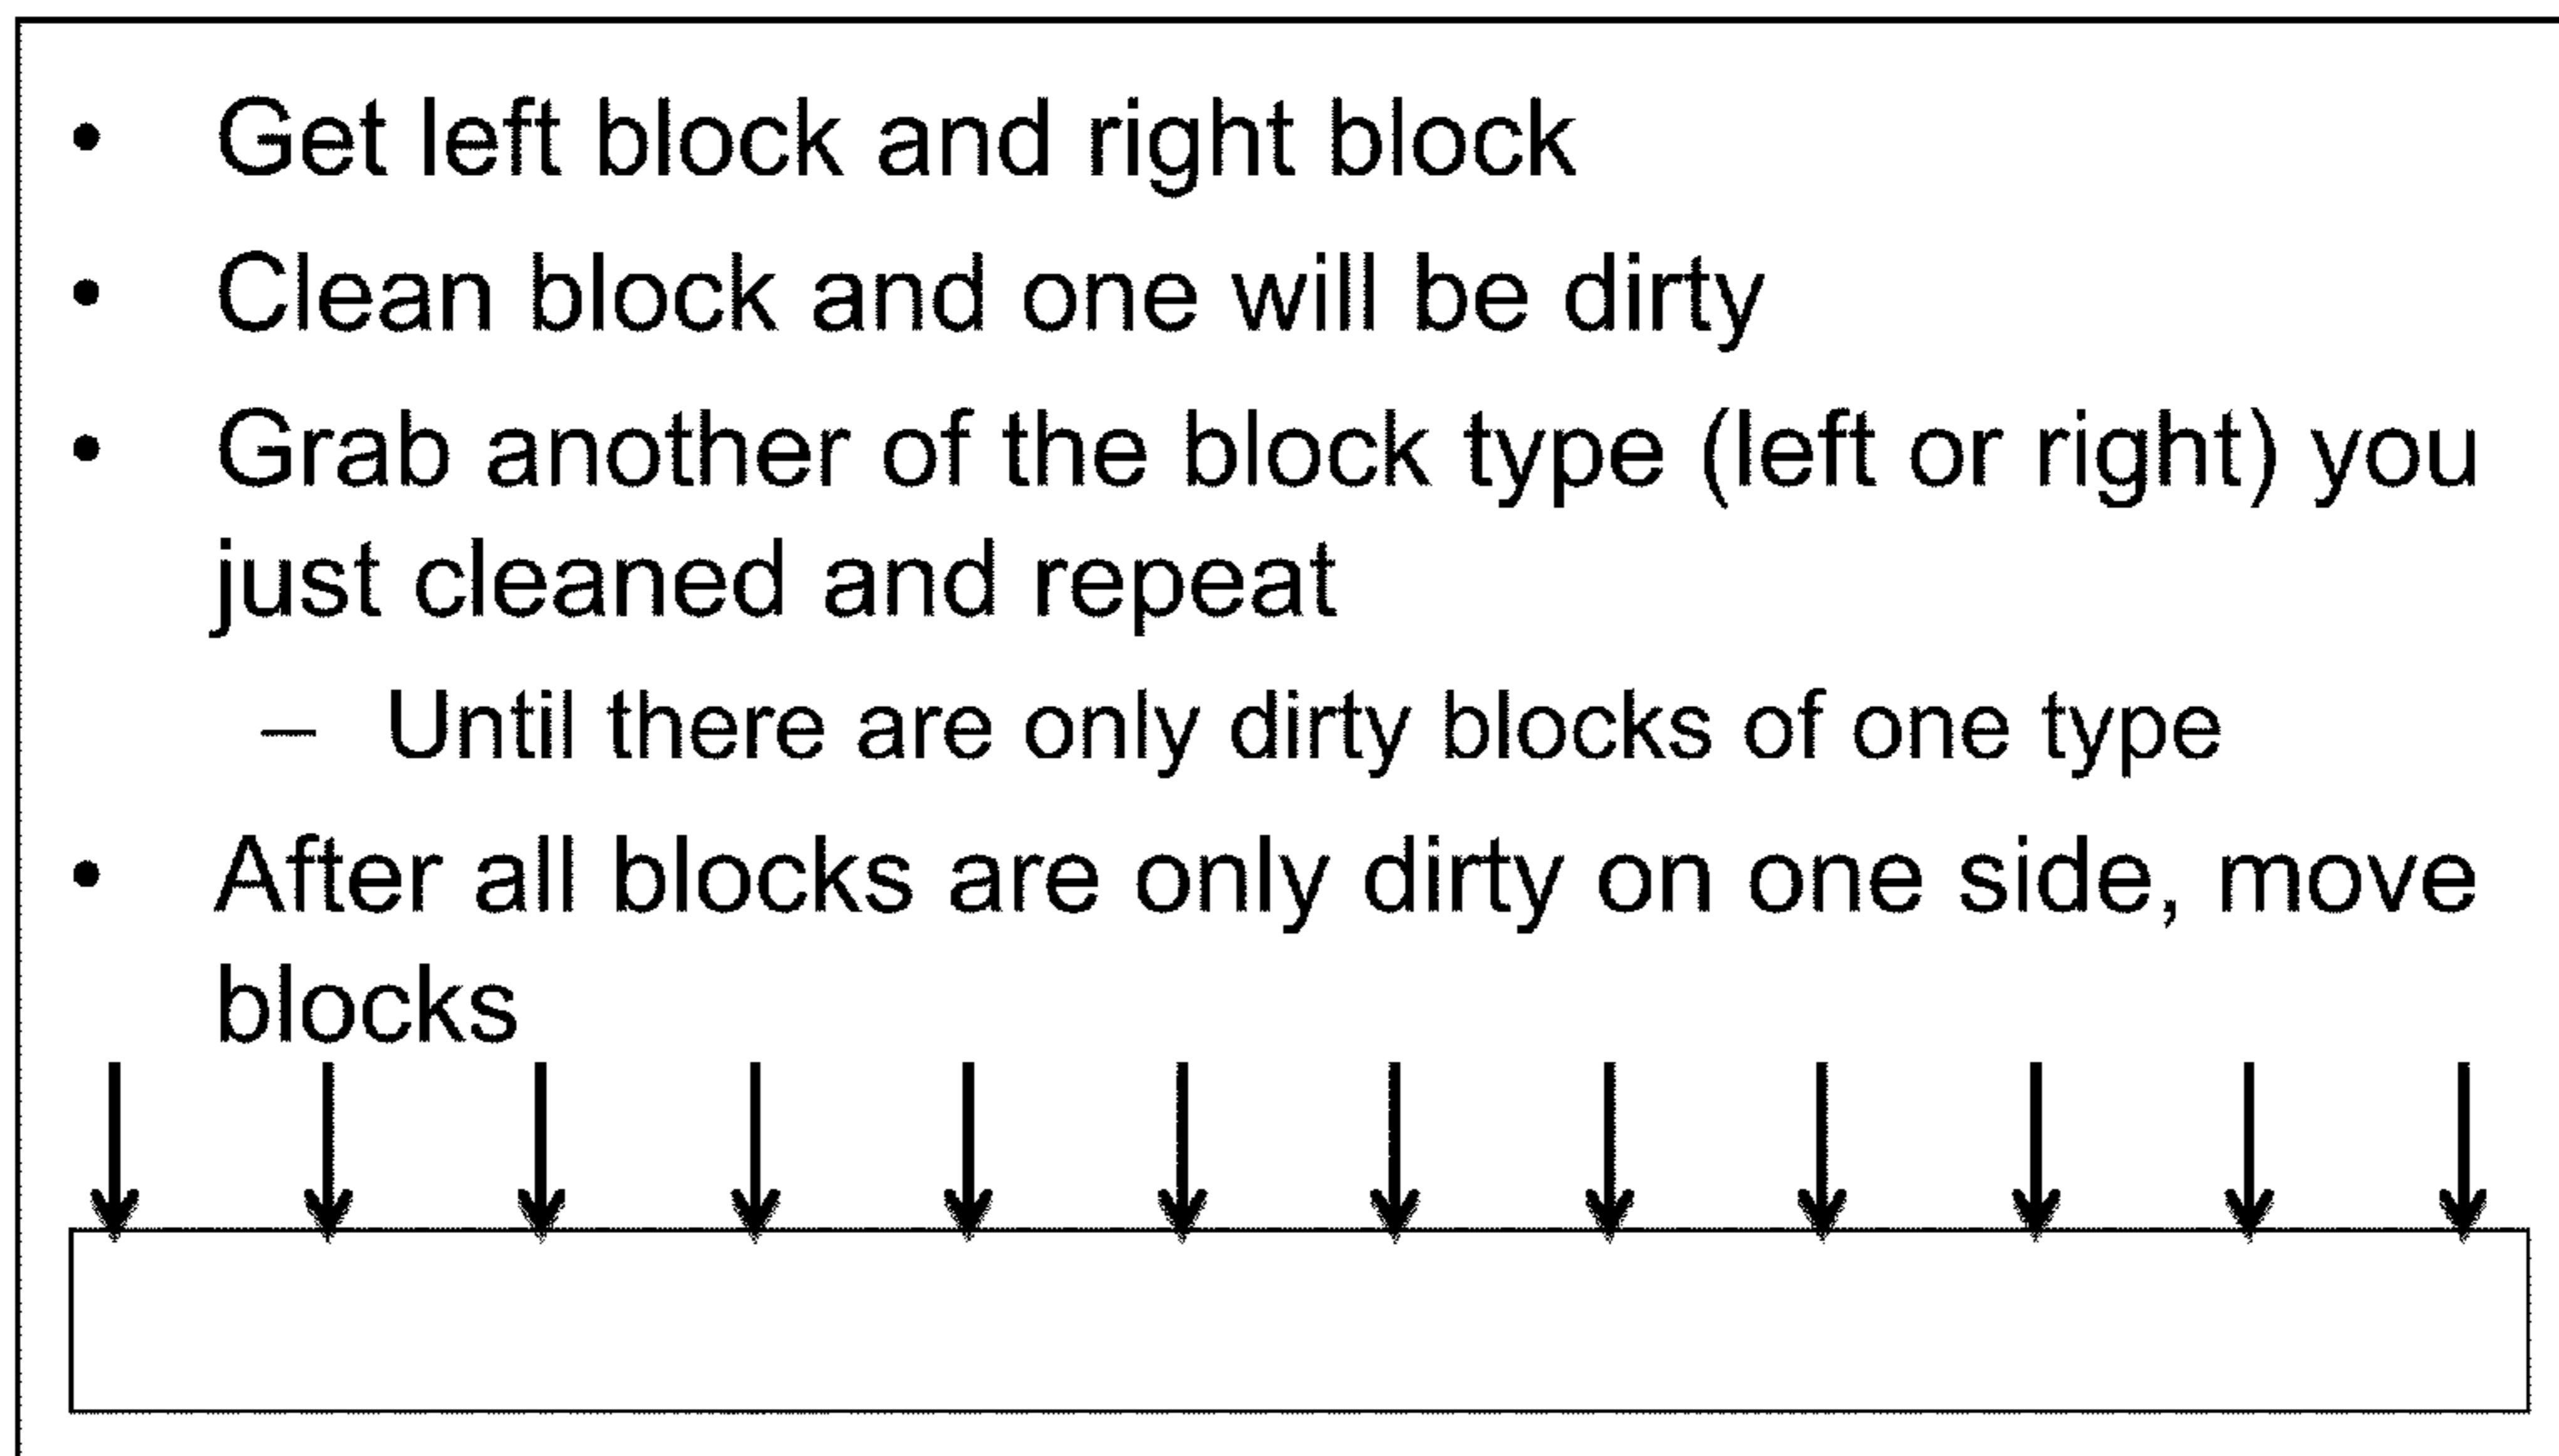 • Get left block and right block
• Clean block and one will be dirty
• Grab another of the block type (left or right) you
just cleaned and repeat
– Until there are only dirty blocks of one type
• After all blocks are only dirty on one side, move
blocks